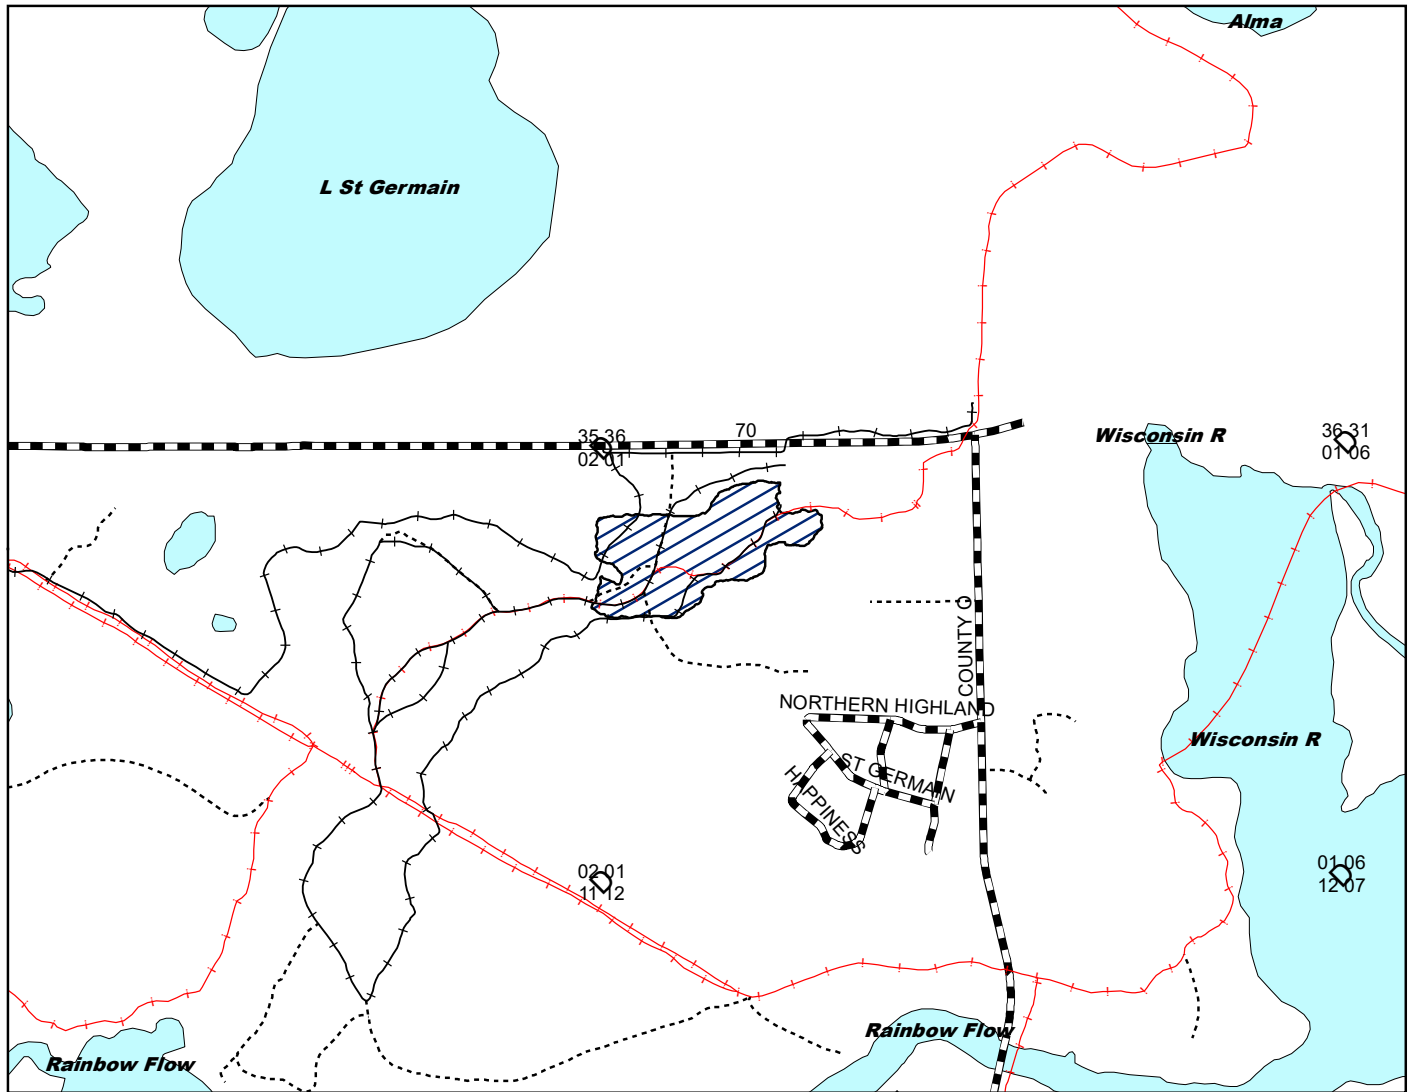 Alma
L St Germain
35 36
02 01
70
Wisconsin R
36 31
01 06
COUNTY O
NORTHERN HIGHLAND
Wisconsin R
ST GERMAIN
HAPPINESS
02 01
11 12
01 06
12 07
Rainbow Flow
Rainbow Flow